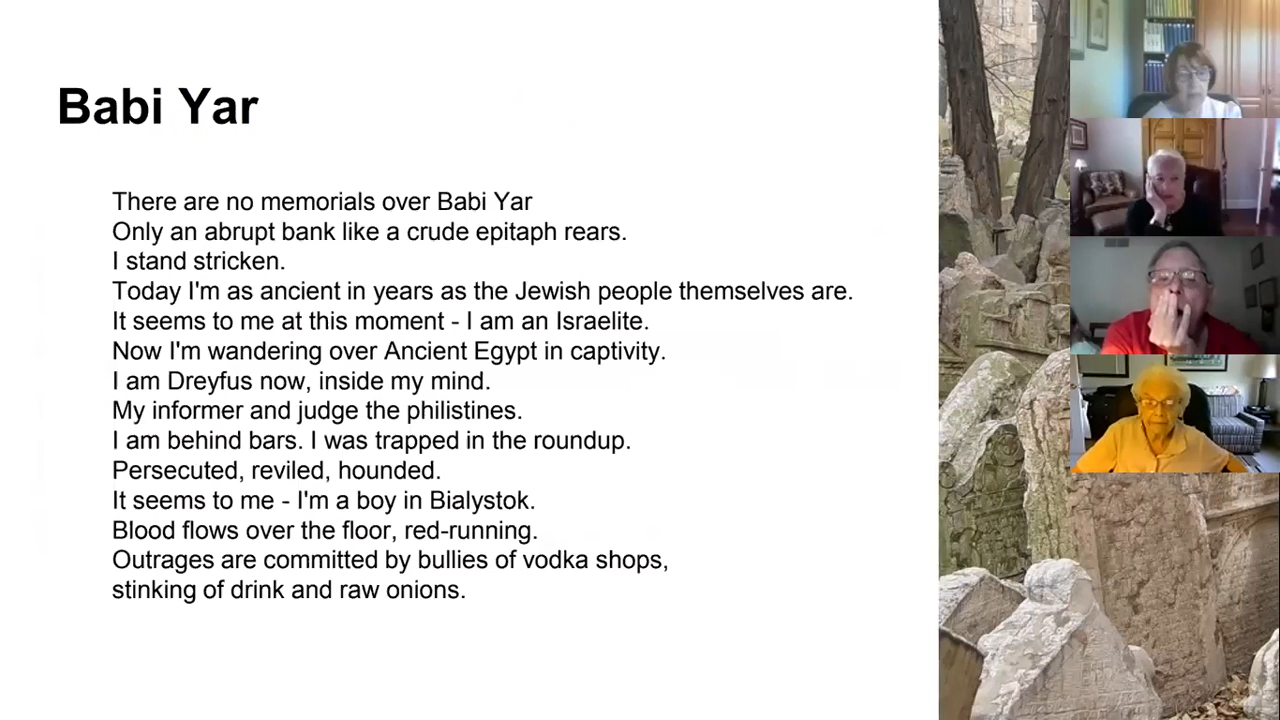 Babi Yar
There are no memorials over Babi Yar
Only an abrupt bank like a crude epitaph rears.
I stand stricken.
Today I'm as ancient in years as the Jewish people themselves are.
It seems to me at this moment - I am an Israelite.
Now I'm wandering over Ancient Egypt in captivity.
I am Dreyfus now, inside my mind.
My informer and judge the philistines.
I am behind bars. I was trapped in the roundup.
Persecuted, reviled, hounded.
It seems to me - I'm a boy in Bialystok.
Blood flows over the floor, red-running.
Outrages are committed by bullies of vodka shops,
stinking of drink and raw onions.